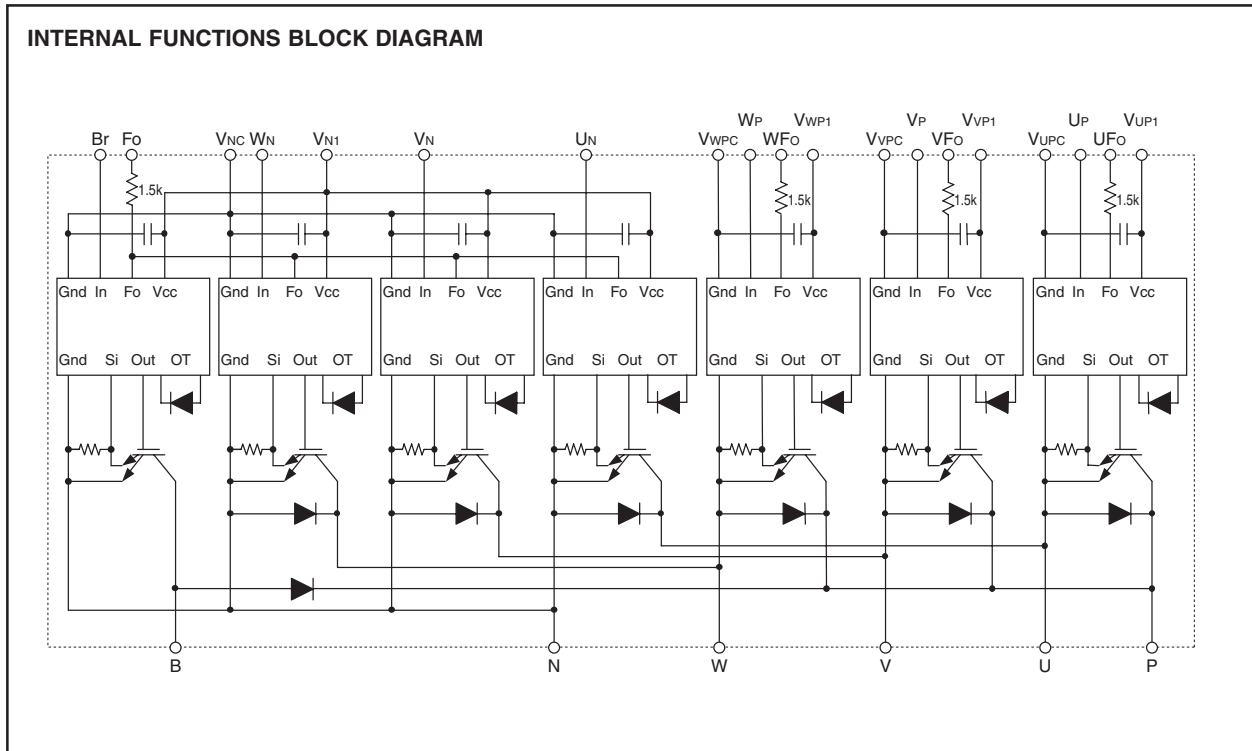 INTERNAL FUNCTIONS BLOCK DIAGRAM
WP VWP1 VP VVP1 UP VUP1
Br Fo VNC WN VN1 VN UN VWPC WFO VVPC VFO VUPC UFO
1.5k 1.5k 1.5k 1.5k
Gnd In Fo Vcc Gnd In Fo Vcc Gnd In Fo Vcc Gnd In Fo Vcc Gnd In Fo Vcc Gnd In Fo Vcc Gnd In Fo Vcc
Gnd Si Out OT Gnd Si Out OT Gnd Si Out OT Gnd Si Out OT Gnd Si Out OT Gnd Si Out OT Gnd Si Out OT
B N W V U P